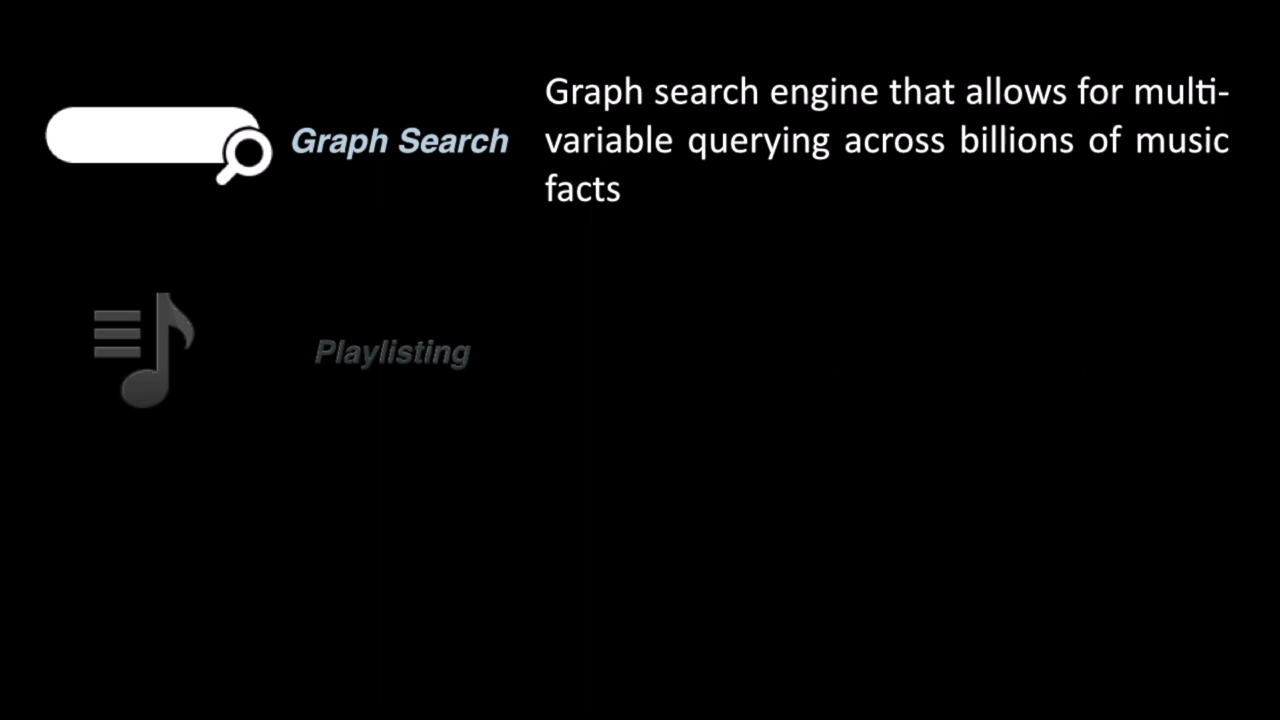 Graph Search
Graph search engine that allows for multi-
variable querying across billions of music
facts
Playlisting